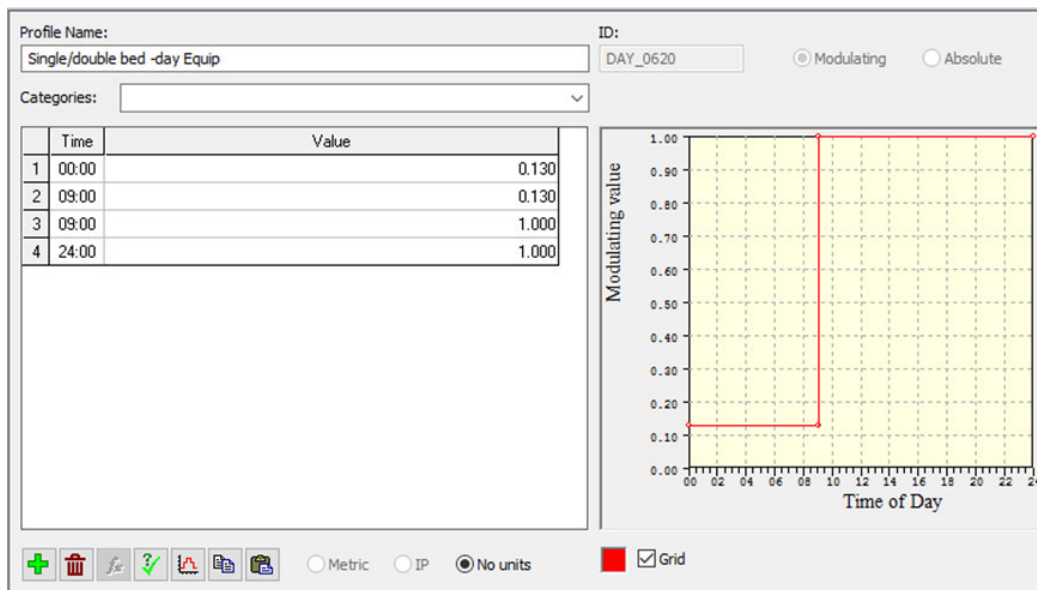 Profile Name:
ID:
Single/double bed -day Equip
DAY_0620
Modulating
Absolute
Categories:
Time Value
1 00:00 0.130
2 09:00 0.130
3 09:00 1.000
4 24:00 1.000
Modulating value
1.00
0.90
0.80
0.70
0.60
0.50
0.40
0.30
0.20
0.10
0.00
00 02 04 06 08 10 12 14 16 18 20 22 24
Time of Day
Metric IP No units
Grid